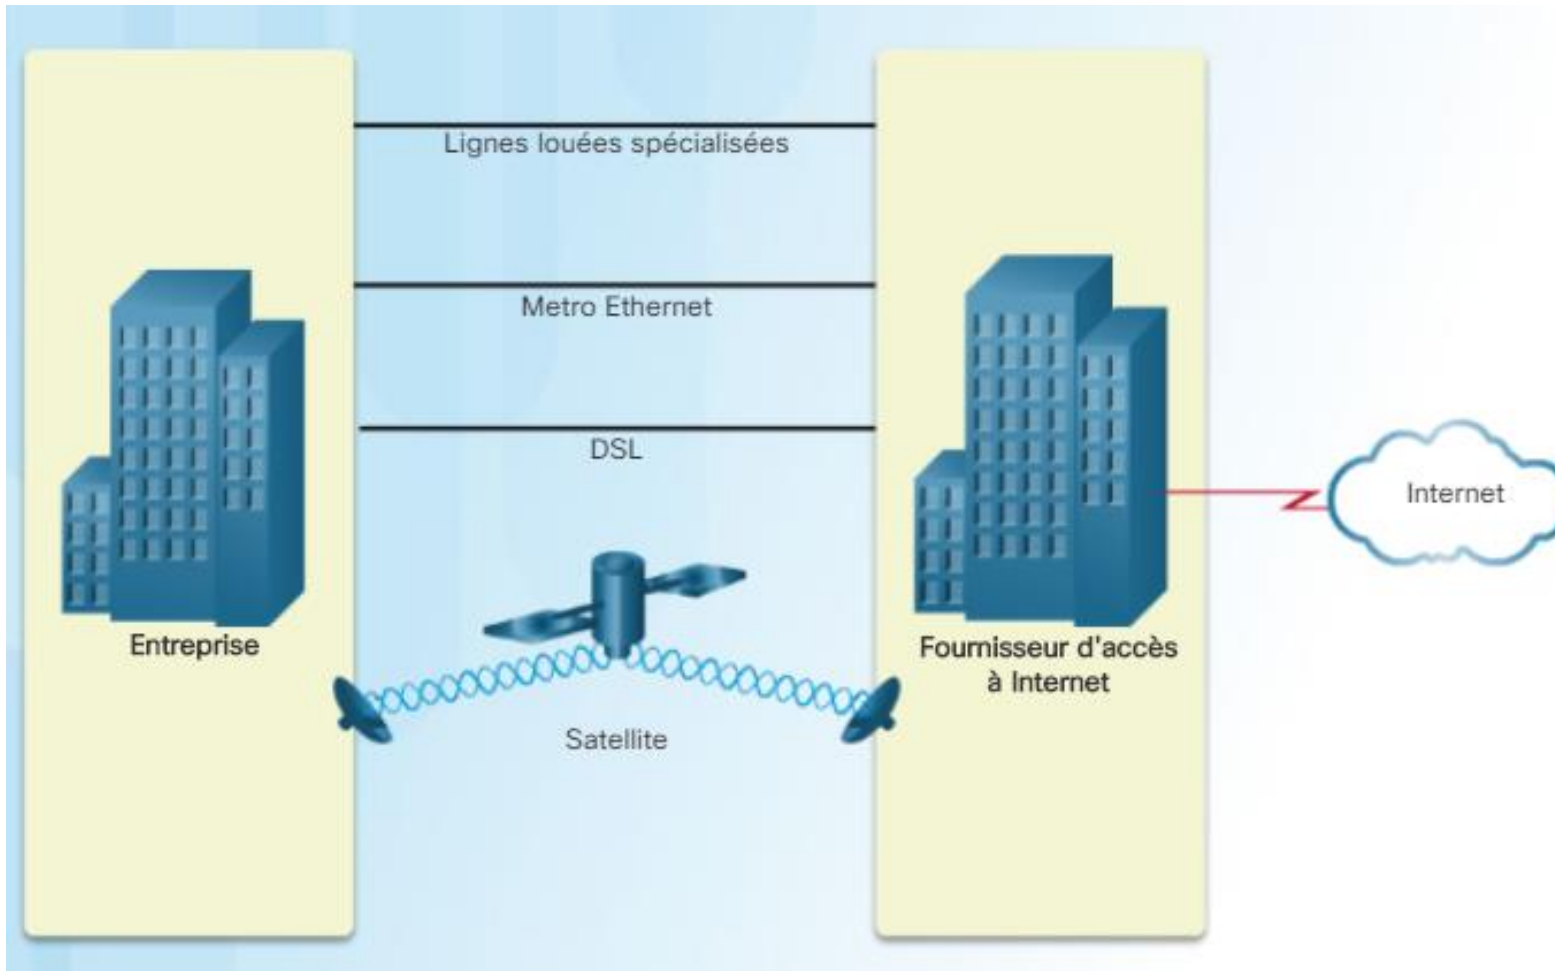 Lignes louées spécialisées
Metro Ethernet
DSL
Internet
Entreprise
Fournisseur d'accès
à Internet
Satellite